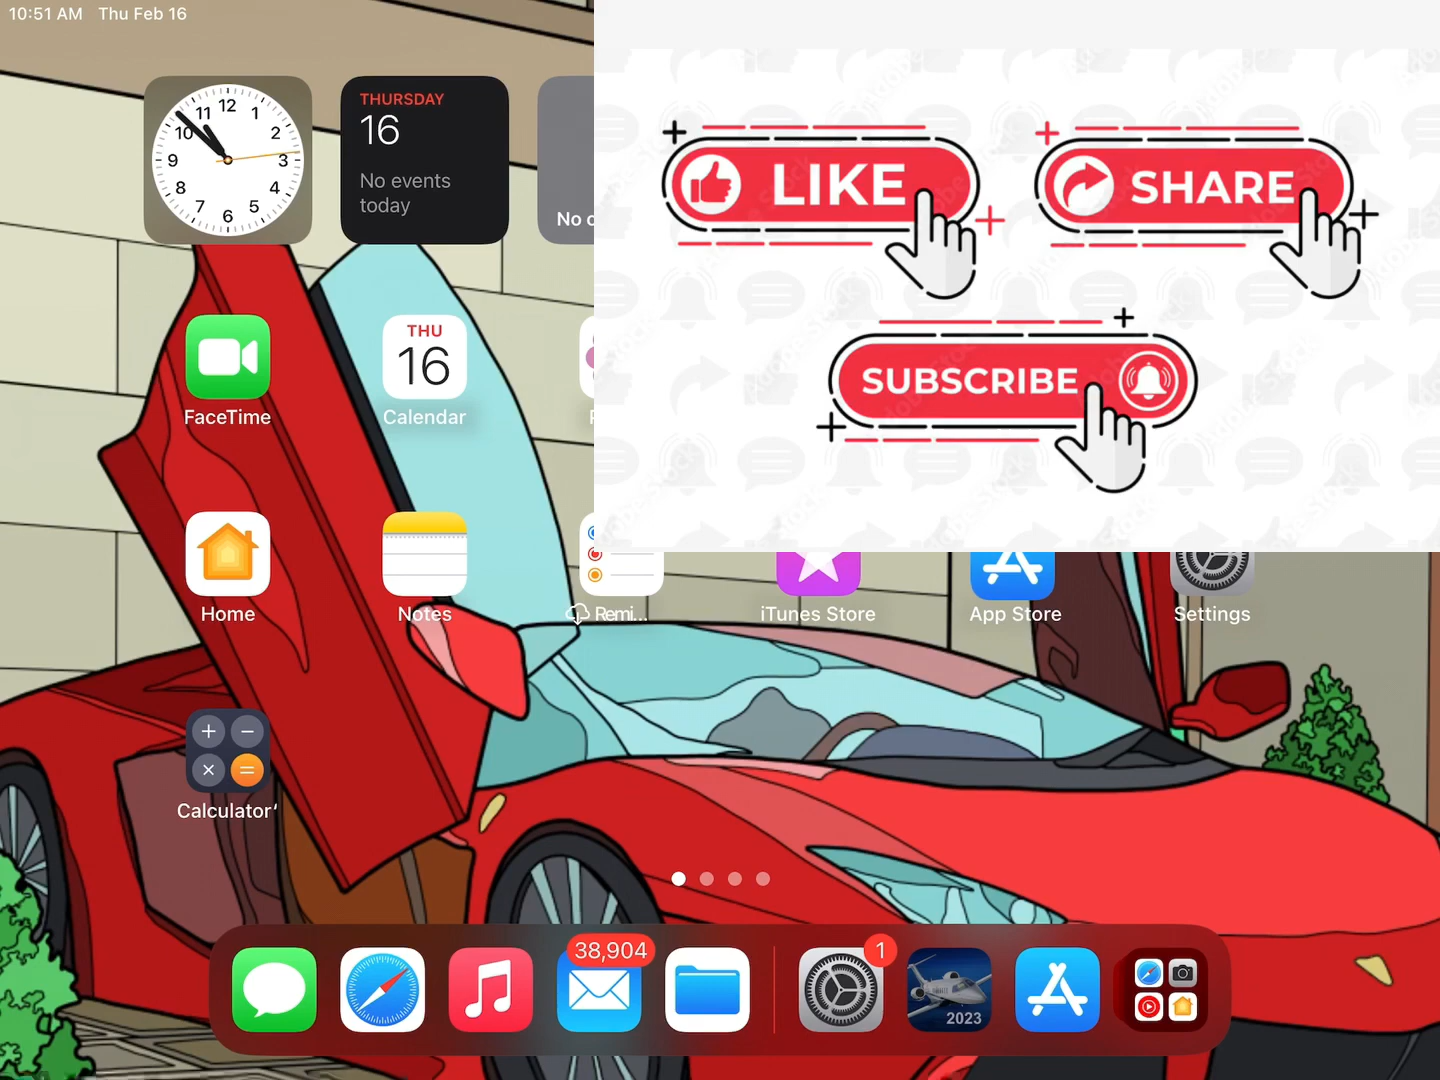 10:51 AM Thu Feb 16
12
1
2
3
4
5
6
7
8
9
10
11
THURSDAY
16
No events
today
No
LIKE
SHARE
SUBSCRIBE
FaceTime
THU
16
Calendar
Home
Notes
Remi...
iTunes Store
App Store
Settings
Calculator'
38,904
1
2023